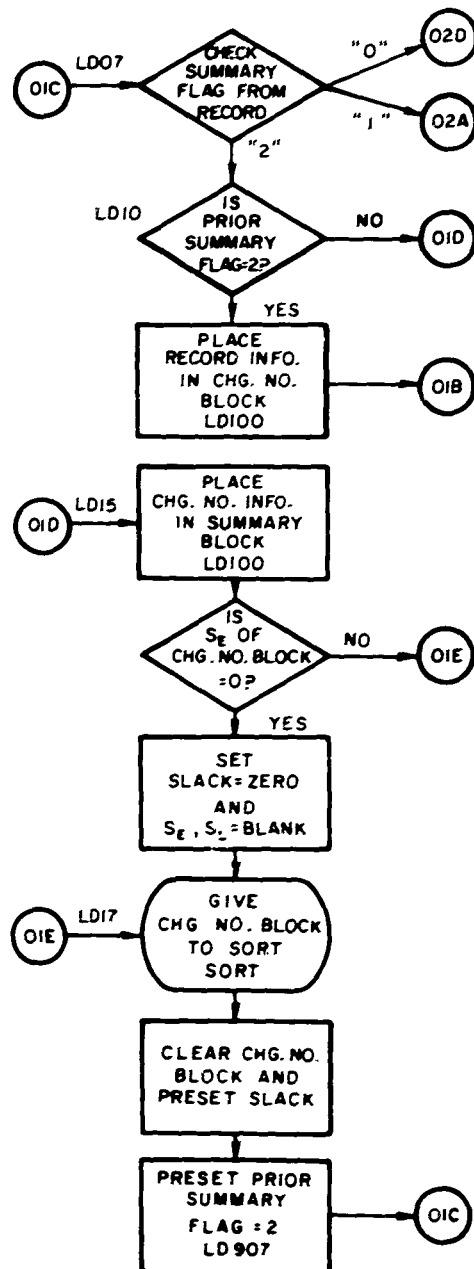 02D
LD07
CHECK
SUMMARY
FLAG FROM
RECORD
"0"
01C
"1"
02A
"2"
LD10
IS
PRIOR
SUMMARY
FLAG=2?
NO
01D
YES
PLACE
RECORD INFO.
IN CHG. NO.
BLOCK
LD100
01B
PLACE
CHG. NO. INFO.
IN SUMMARY
BLOCK
LD100
01D
LD15
IS
SE OF
CHG. NO. BLOCK
=0?
NO
01E
YES
SET
SLACK=ZERO
AND
SE, SL=BLANK
GIVE
CHG NO. BLOCK
TO SORT
SORT
01E
LD17
CLEAR CHG. NO.
BLOCK AND
PRESET SLACK
PRESET PRIOR
SUMMARY
FLAG =2
LD907
01C